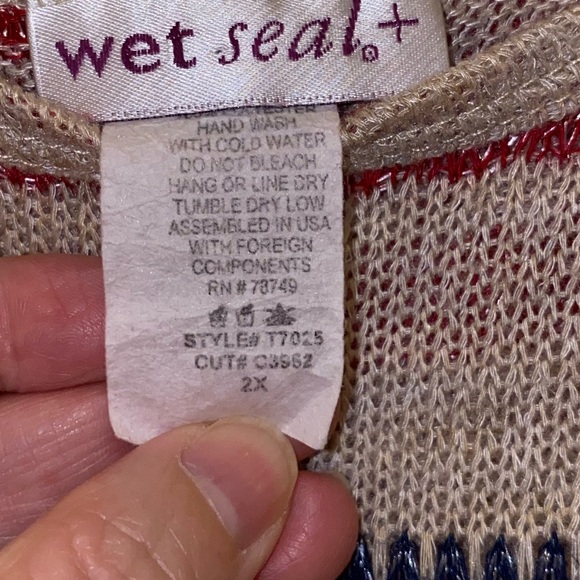 wet seal.+
HAND WASH
WITH COLD WATER
DO NOT BLEACH
HANG OR LINE DRY
TUMBLE DRY LOW
ASSEMBLED IN USA
WITH FOREIGN
COMPONENTS
RN # 78749
STYLE# T7025
CUT# C3962
2X